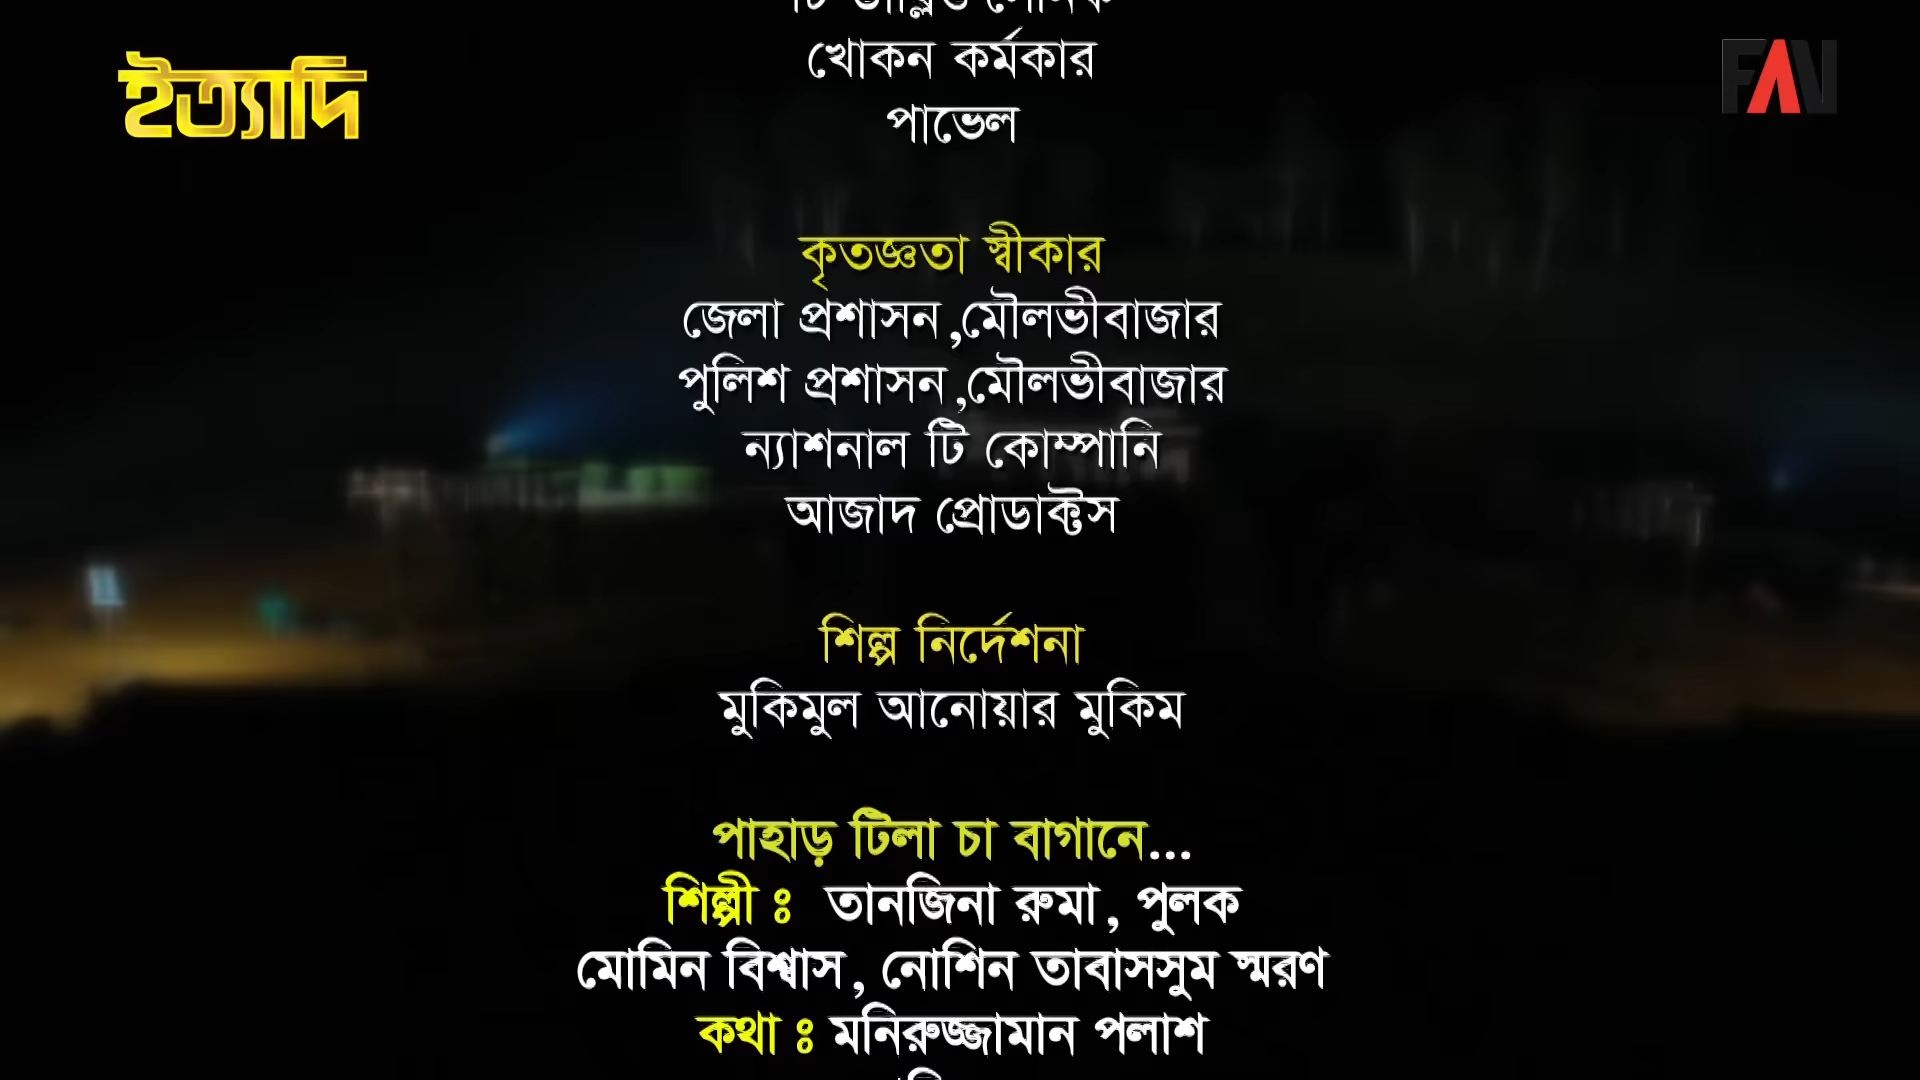 ইত্যাদি
FAN
খোকন কর্মকার
পাভেল
কৃতজ্ঞতা স্বীকার
জেলা প্রশাসন,মৌলভীবাজার
পুলিশ প্রশাসন,মৌলভীবাজার
ন্যাশনাল টি কোম্পানি
আজাদ প্রোডাক্টস
শিল্প নির্দেশনা
মুকিমুল আনোয়ার মুকিম
পাহাড় টিলা চা বাগানে...
শিল্পী ঃ তানজিনা রুমা, পুলক
মোমিন বিশ্বাস, নোশিন তাবাসসুম স্মরণ
কথা ঃ মনিরুজ্জামান পলাশ